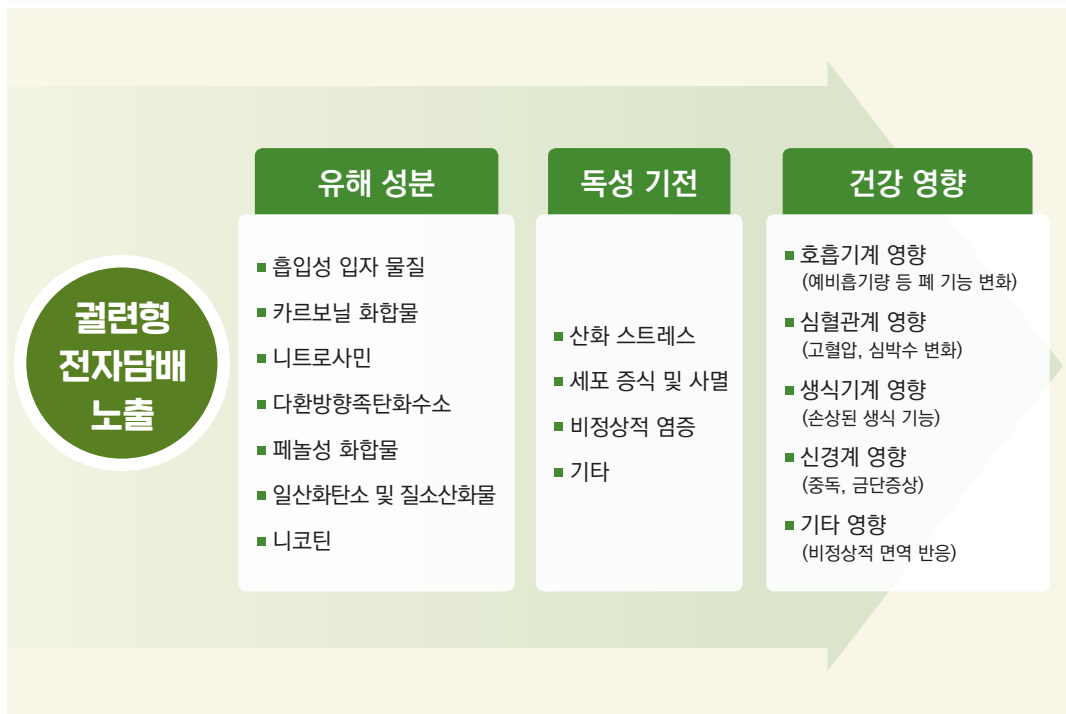 궐련형
전자담배
노출
유해 성분
흡입성 입자 물질
카르보닐 화합물
니트로사민
다환방향족탄화수소
페놀성 화합물
일산화탄소 및 질소산화물
니코틴
독성 기전
산화 스트레스
세포 증식 및 사멸
비정상적 염증
기타
건강 영향
호흡기계 영향
(예비흡기량 등 폐 기능 변화)
심혈관계 영향
(고혈압, 심박수 변화)
생식기계 영향
(손상된 생식 기능)
신경계 영향
(중독, 금단증상)
기타 영향
(비정상적 면역 반응)